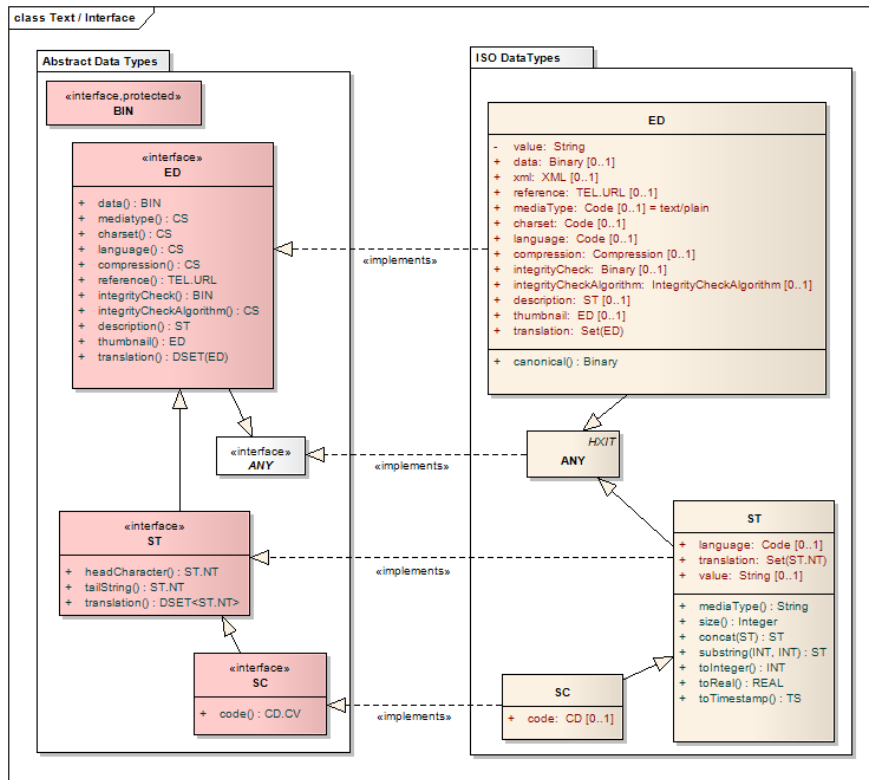 class Text / Interface
Abstract Data Types
«interface,protected»
BIN
«interface»
ED
+ data() : BIN
+ mediatype() : CS
+ charset() : CS
+ language() : CS
+ compression() : CS
+ reference() : TEL.URL
+ integrityCheck() : BIN
+ integrityCheckAlgorithm() : CS
+ description() : ST
+ thumbnail() : ED
+ translation() : DSET(ED)
«interface»
ANY
«interface»
ST
+ headCharacter() : ST.NT
+ tailString() : ST.NT
+ translation() : DSET<ST.NT>
«interface»
SC
+ code() : CD.CV
«implements»
«implements»
«implements»
«implements»
ISO DataTypes
ED
- value: String
+ data: Binary [0..1]
+ xml: XML [0..1]
+ reference: TEL.URL [0..1]
+ mediaType: Code [0..1] = text/plain
+ charset: Code [0..1]
+ language: Code [0..1]
+ compression: Compression [0..1]
+ integrityCheck: Binary [0..1]
+ integrityCheckAlgorithm: IntegrityCheckAlgorithm [0..1]
+ description: ST [0..1]
+ thumbnail: ED [0..1]
+ translation: Set(ED)
+ canonical() : Binary
HXIT
ANY
ST
+ language: Code [0..1]
+ translation: Set(ST.NT)
+ value: String [0..1]
+ mediaType() : String
+ size() : Integer
+ concat(ST) : ST
+ substring(INT, INT) : ST
+ toInteger() : INT
+ toReal() : REAL
+ toTimestamp() : TS
SC
+ code: CD [0..1]